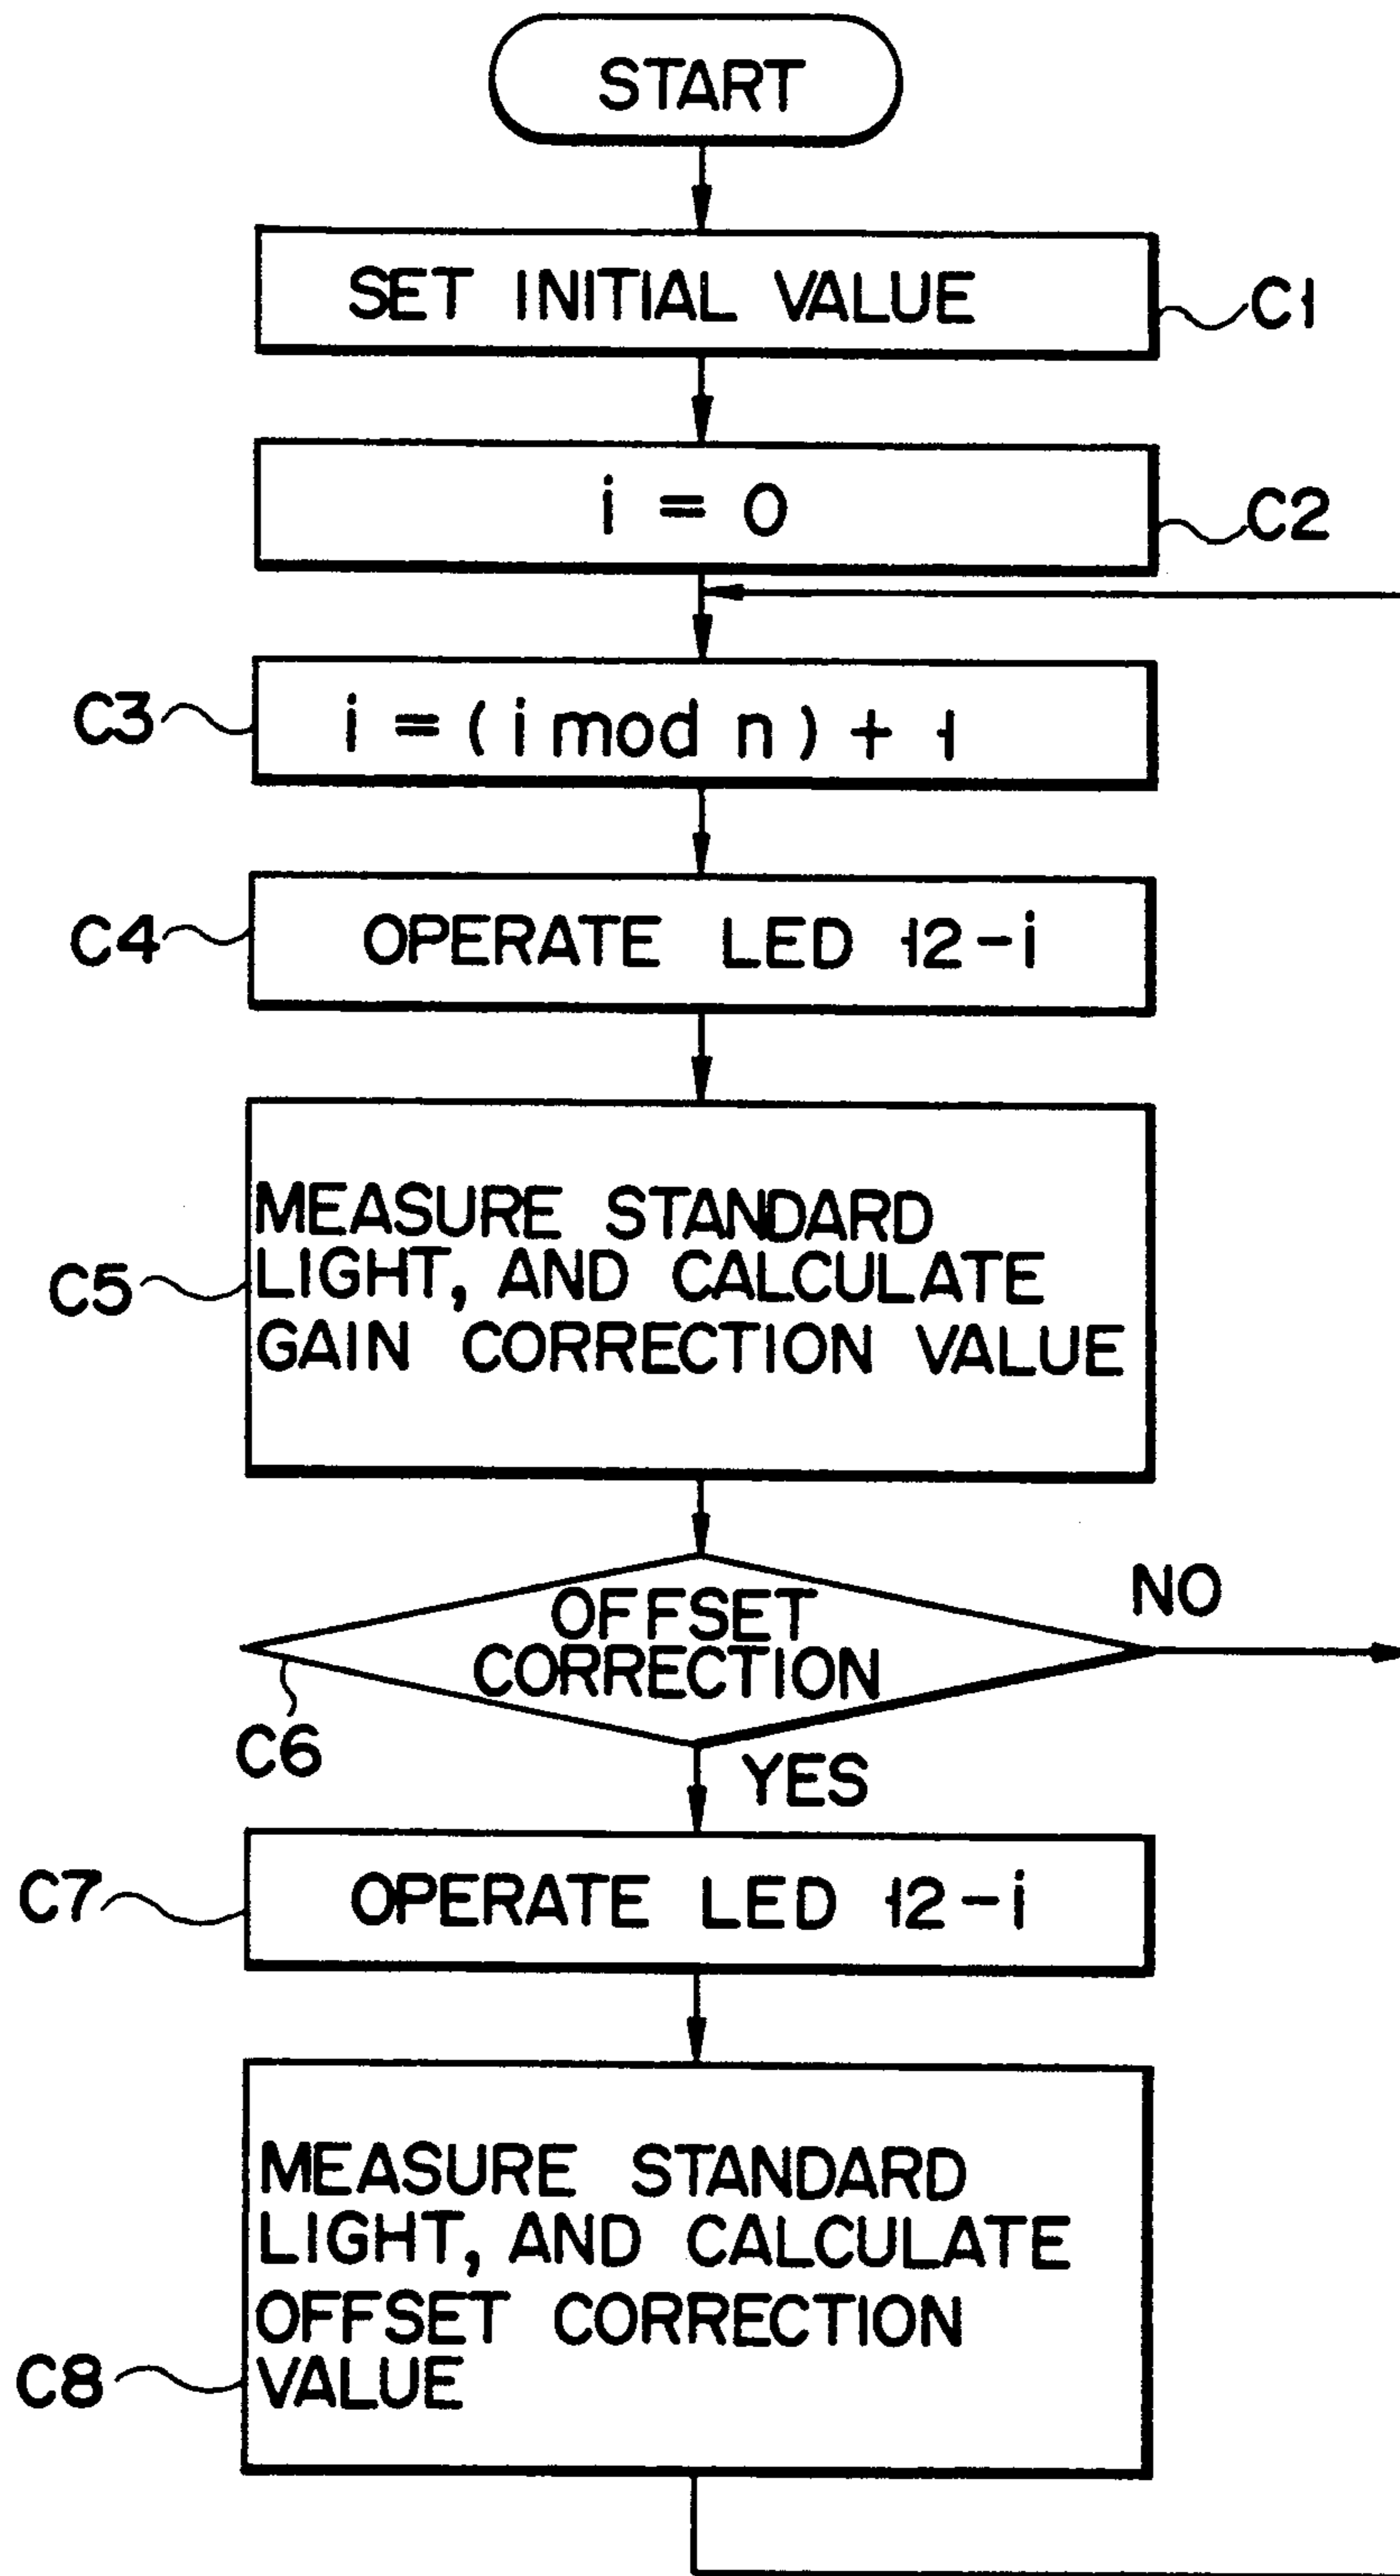 START
SET INITIAL VALUE
C1
i = 0
C2
C3
i = (i mod n) + 1
C4
OPERATE LED 12-i
C5
MEASURE STANDARD
LIGHT, AND CALCULATE
GAIN CORRECTION VALUE
OFFSET
CORRECTION
NO
C6
YES
C7
OPERATE LED 12-i
MEASURE STANDARD
LIGHT, AND CALCULATE
OFFSET CORRECTION
VALUE
C8